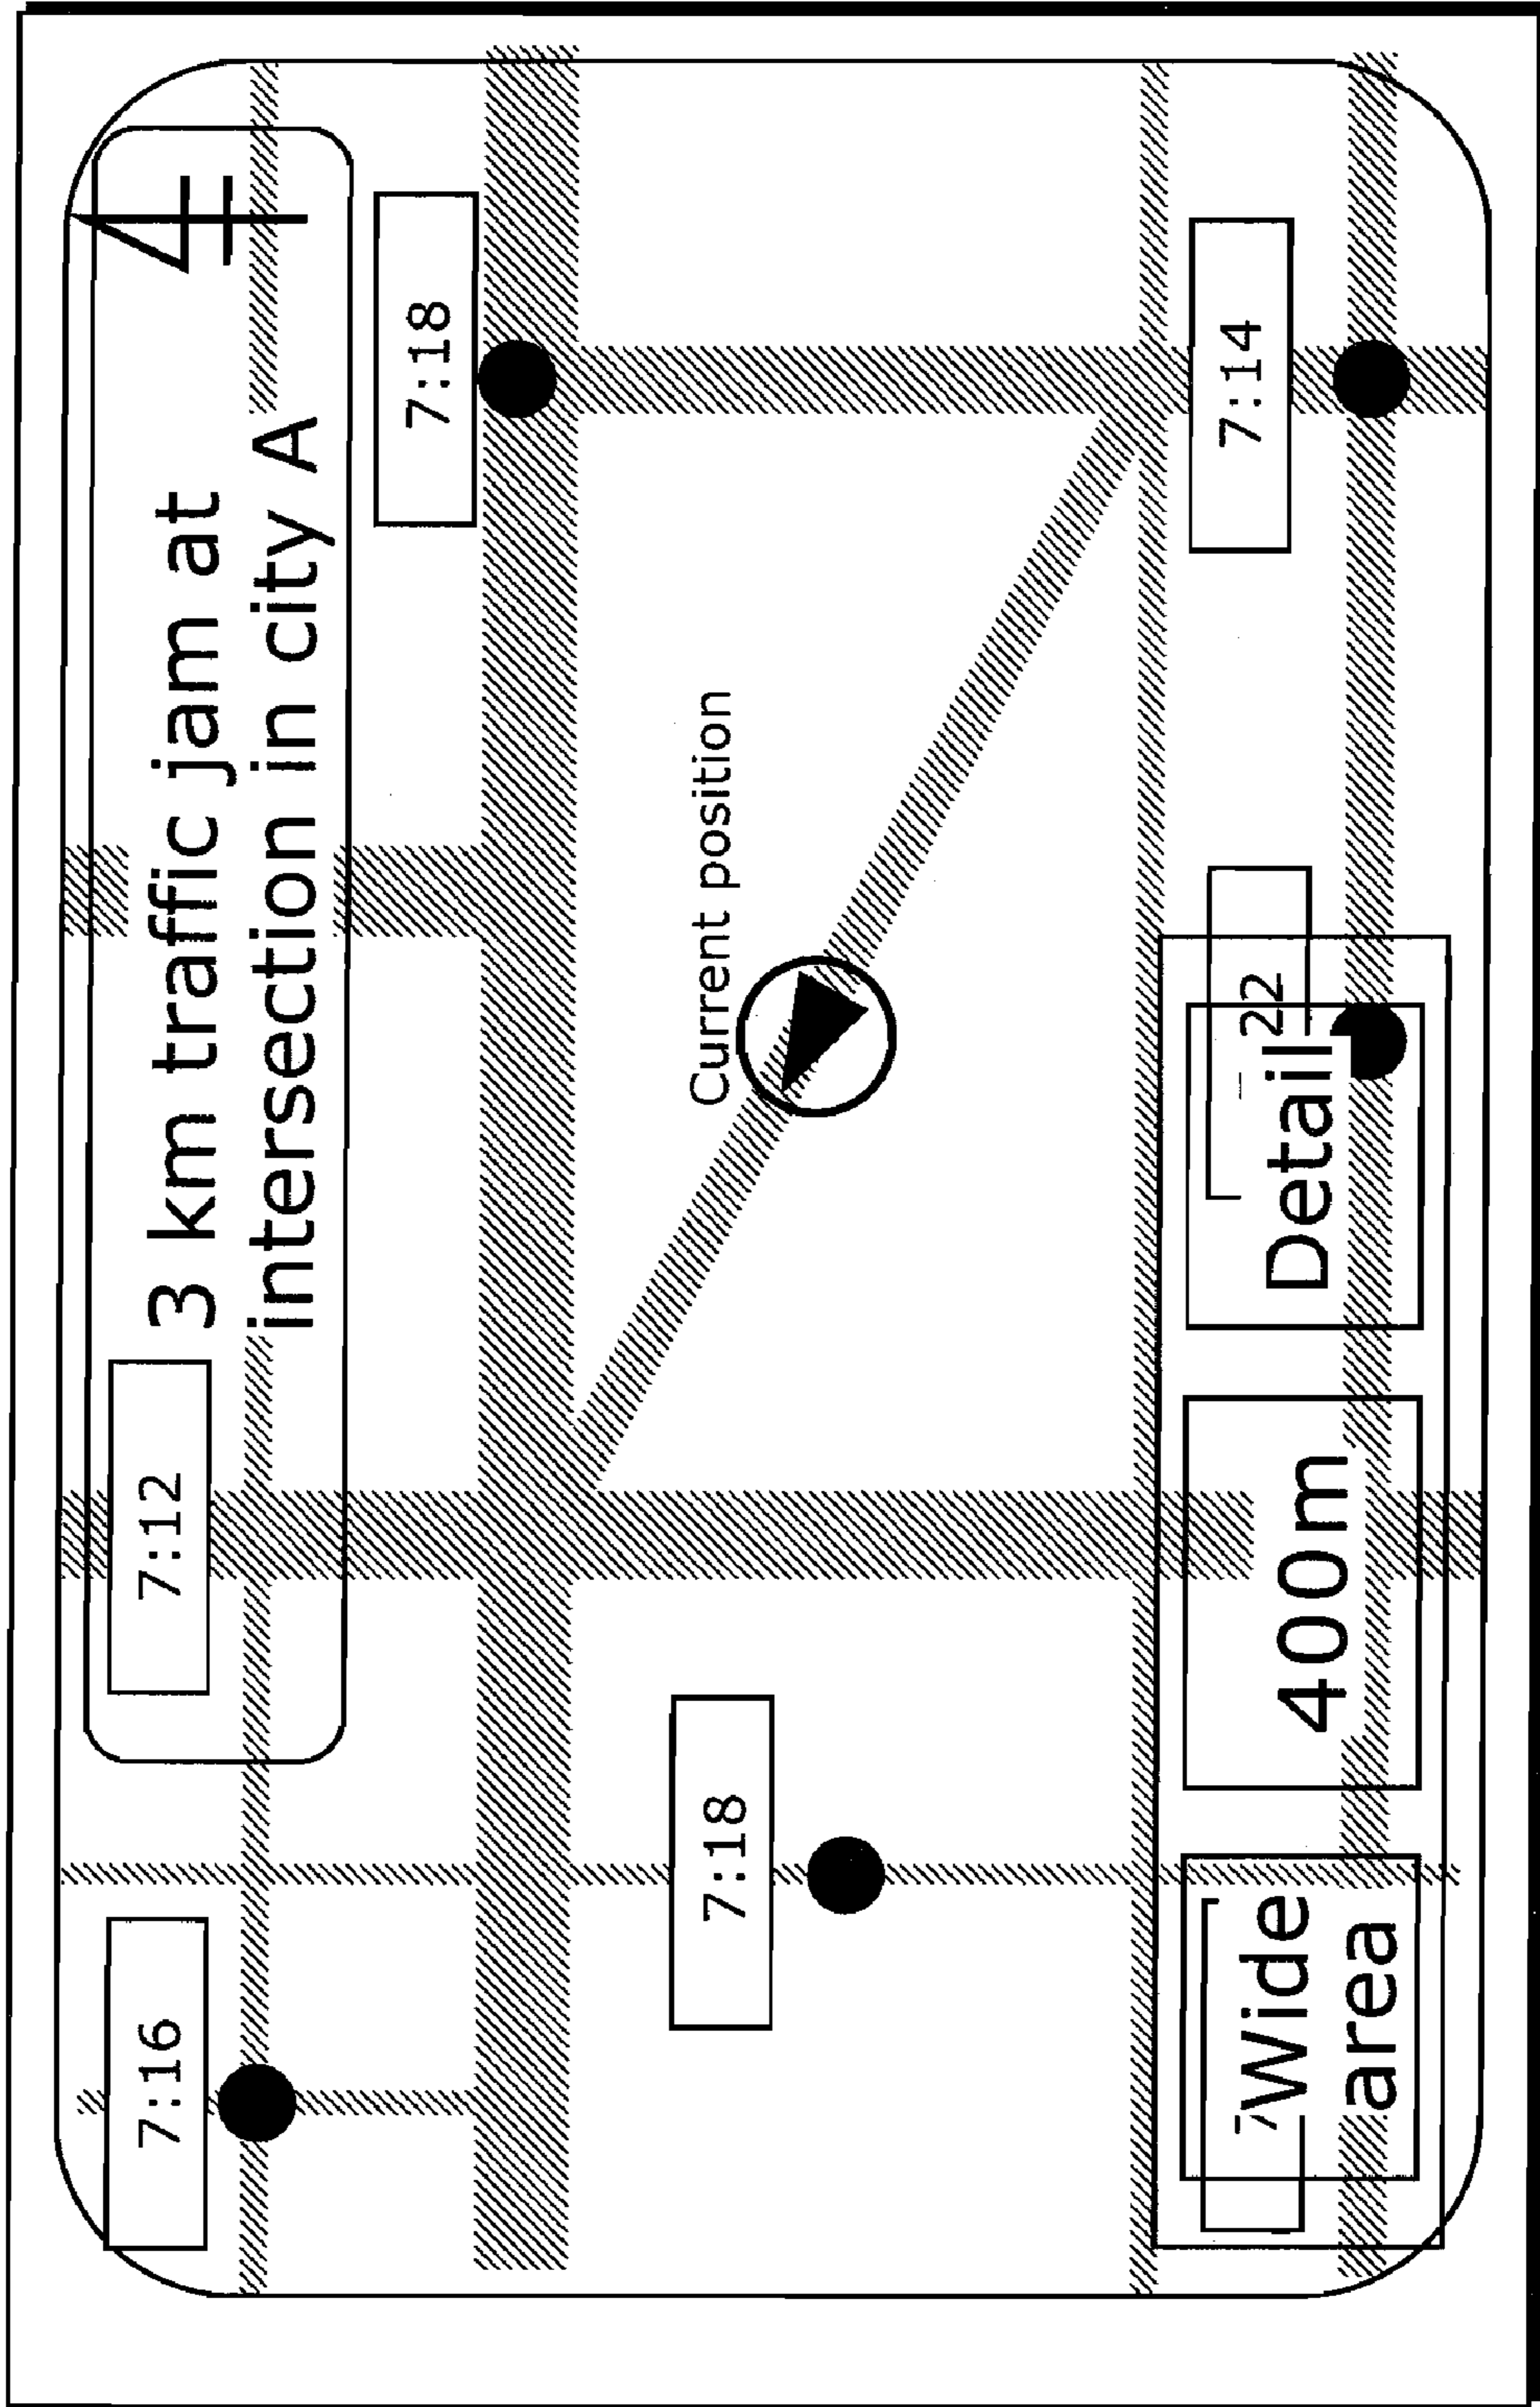 3 km traffic jam at
intersection in city A
7:16
7:12
7:18
Current position
7:18
7:14
22
Wide
area
400m
Detail